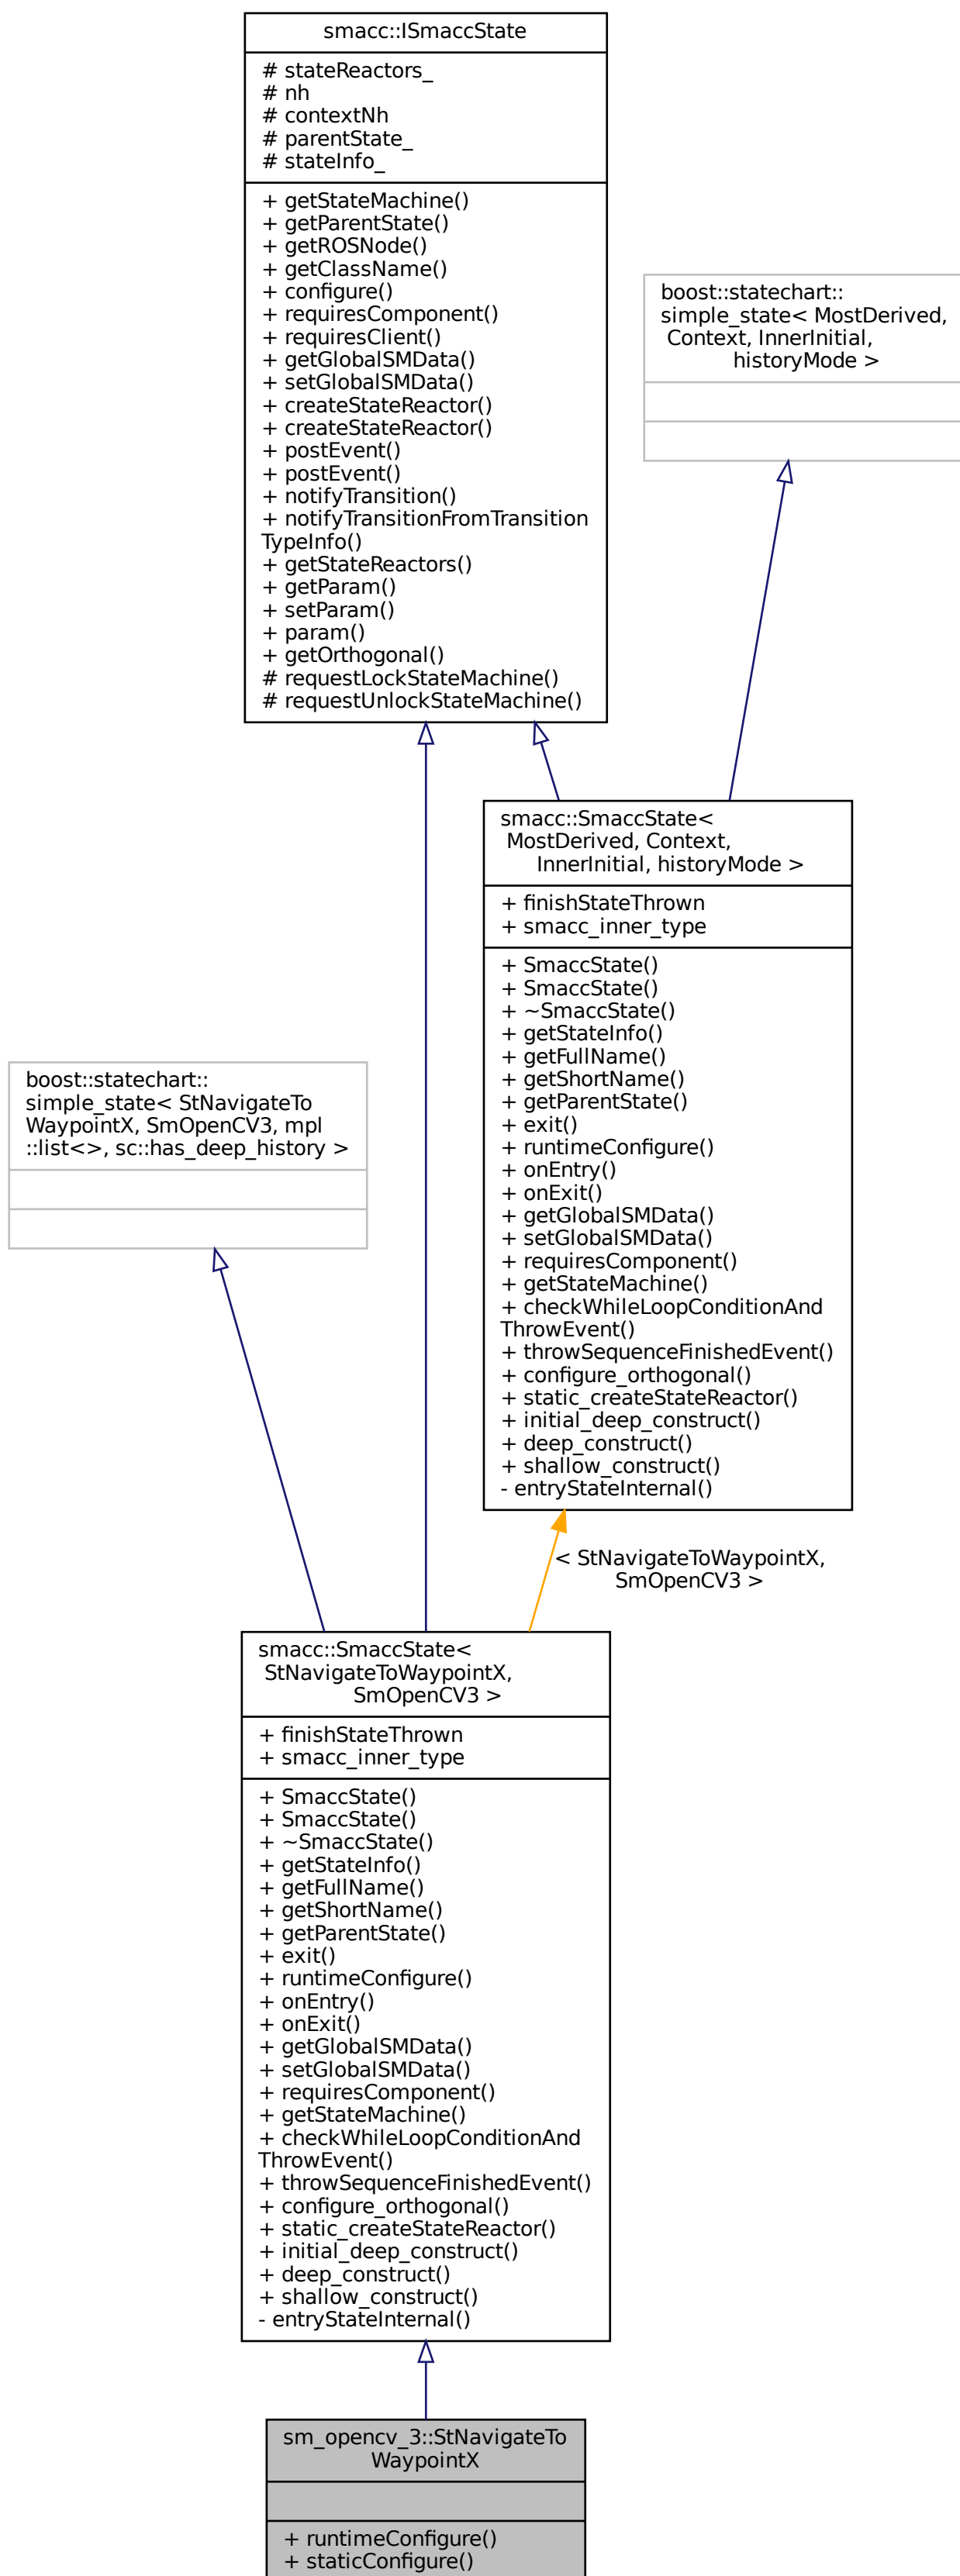 smacc::ISmaccState
# stateReactors_
# nh
# contextNh
# parentState_
# stateInfo_
+ getStateMachine()
+ getParentState()
+ getROSNode()
+ getClassName()
+ configure()
+ requiresComponent()
+ requiresClient()
+ getGlobalSMData()
+ setGlobalSMData()
+ createStateReactor()
+ createStateReactor()
+ postEvent()
+ postEvent()
+ notifyTransition()
+ notifyTransitionFromTransition
TypeInfo()
+ getStateReactors()
+ getParam()
+ setParam()
+ param()
+ getOrthogonal()
# requestLockStateMachine()
# requestUnlockStateMachine()
boost::statechart::
simple_state< MostDerived,
Context, InnerInitial,
historyMode >
smacc::SmaccState<
MostDerived, Context,
InnerInitial, historyMode >
+ finishStateThrown
+ smacc_inner_type
+ SmaccState()
+ SmaccState()
+ ~SmaccState()
+ getStateInfo()
+ getFullName()
+ getShortName()
+ getParentState()
+ exit()
+ runtimeConfigure()
+ onEntry()
+ onExit()
+ getGlobalSMData()
+ setGlobalSMData()
+ requiresComponent()
+ getStateMachine()
+ checkWhileLoopConditionAnd
ThrowEvent()
+ throwSequenceFinishedEvent()
+ configure_orthogonal()
+ static_createStateReactor()
+ initial_deep_construct()
+ deep_construct()
+ shallow_construct()
- entryStateInternal()
boost::statechart::
simple_state< StNavigateTo
WaypointX, SmOpenCV3, mpl
::list<>, sc::has_deep_history >
< StNavigateToWaypointX,
SmOpenCV3 >
smacc::SmaccState<
StNavigateToWaypointX,
SmOpenCV3 >
+ finishStateThrown
+ smacc_inner_type
+ SmaccState()
+ SmaccState()
+ ~SmaccState()
+ getStateInfo()
+ getFullName()
+ getShortName()
+ getParentState()
+ exit()
+ runtimeConfigure()
+ onEntry()
+ onExit()
+ getGlobalSMData()
+ setGlobalSMData()
+ requiresComponent()
+ getStateMachine()
+ checkWhileLoopConditionAnd
ThrowEvent()
+ throwSequenceFinishedEvent()
+ configure_orthogonal()
+ static_createStateReactor()
+ initial_deep_construct()
+ deep_construct()
+ shallow_construct()
- entryStateInternal()
sm_opencv_3::StNavigateTo
WaypointX
+ runtimeConfigure()
+ staticConfigure()